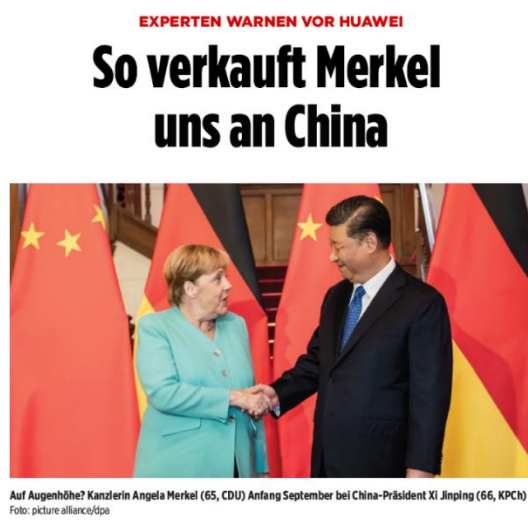 EXPERTEN WARNEN VOR HUAWEI
So verkauft Merkel
uns an China
Auf Augenhöhe? Kanzlerin Angela Merkel (65, CDU) Anfang September bei China-Präsident Xi Jinping (66, KPCh)
Foto: picture alliance/dpa